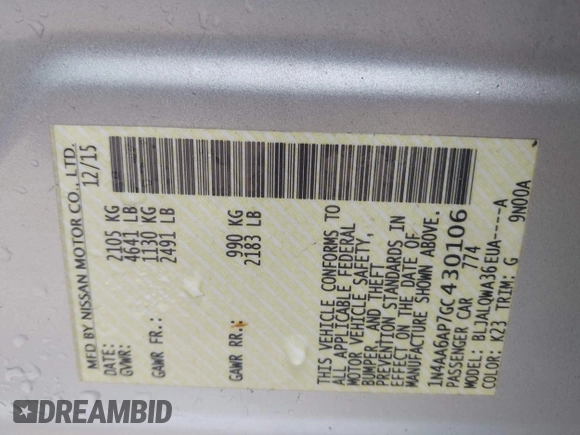 MFD BY NISSAN MOTOR CO., LTD.
DATE: 12/15
GVWR: 2105 KG
4641 LB
GAWR FR.: 1130 KG
2491 LB
GAWR RR.: 990 KG
2183 LB
THIS VEHICLE CONFORMS TO
ALL APPLICABLE FEDERAL
MOTOR VEHICLE SAFETY,
BUMPER, AND THEFT
PREVENTION STANDARDS IN
EFFECT ON THE DATE OF
MANUFACTURE SHOWN ABOVE.
1N4AA6AP7GC430106
PASSENGER CAR 774
MODEL: BLJALOWA36EUA----A
COLOR: K23 TRIM: G 9N00A
DREAMBID